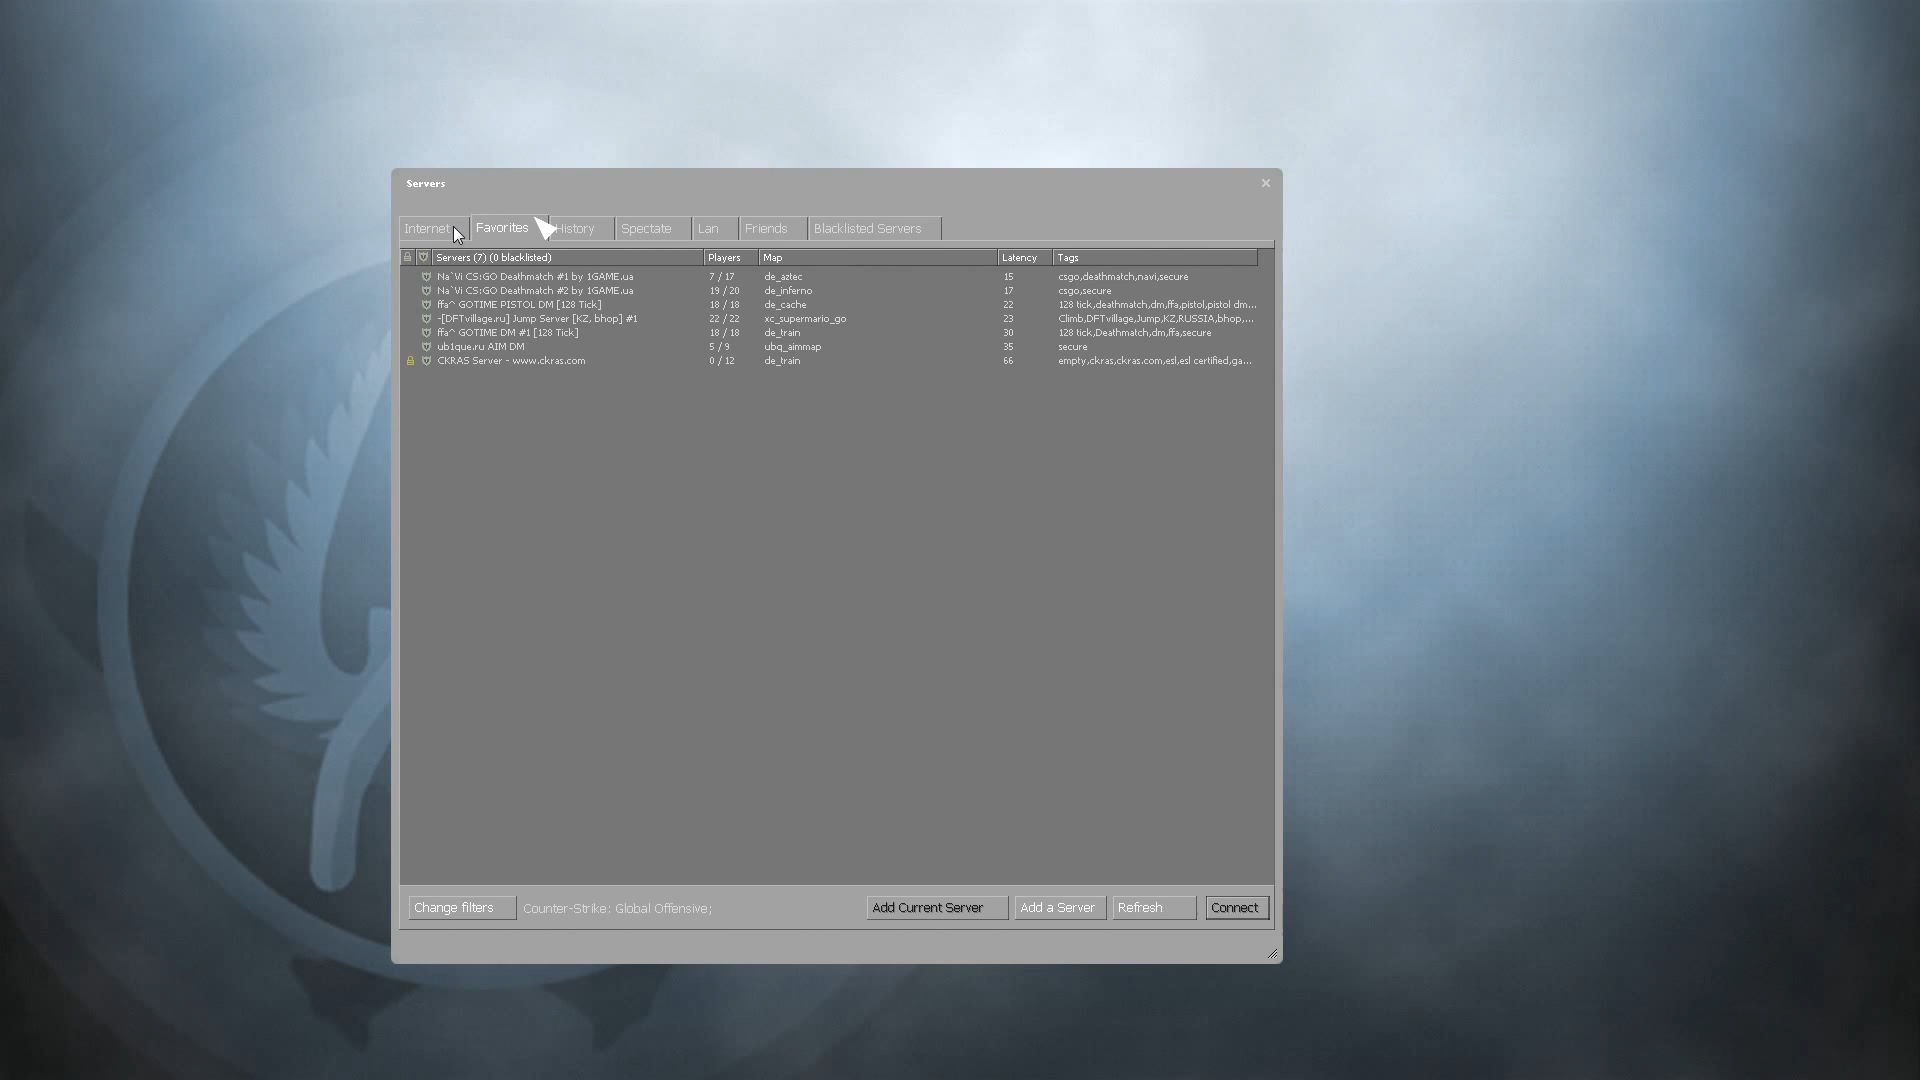 Servers
Internet Favorites History Spectate Lan Friends Blacklisted Servers
Servers (7) (0 blacklisted) Players Map Latency Tags
Na`Vi CS:GO Deathmatch #1 by 1GAME.ua 7 / 17 de_aztec 15 csgo,deathmatch,navi,secure
Na`Vi CS:GO Deathmatch #2 by 1GAME.ua 19 / 20 de_inferno 17 csgo,secure
ffa^ GOTIME PISTOL DM [128 Tick] 18 / 18 de_cache 22 128 tick,deathmatch,dm,ffa,pistol,pistol dm...
-[DFTvillage.ru] Jump Server [KZ, bhop] #1 22 / 22 xc_supermario_go 23 Climb,DFTvillage,Jump,KZ,RUSSIA,bhop,...
ffa^ GOTIME DM #1 [128 Tick] 18 / 18 de_train 30 128 tick,Deathmatch,dm,ffa,secure
ub1que.ru AIM DM 5 / 9 ubq_aimmap 35 secure
CKRAS Server - www.ckras.com 0 / 12 de_train 66 empty,ckras,ckras.com,esl,esl certified,ga...
Change filters Counter-Strike: Global Offensive; Add Current Server Add a Server Refresh Connect